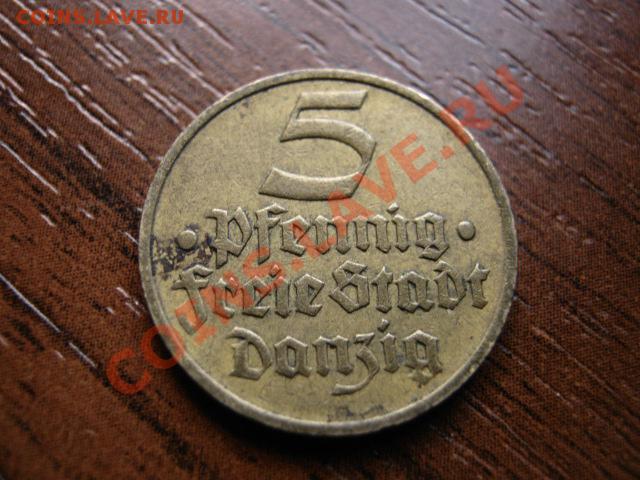 COINS.LAVE.RU
5
· Pfennig ·
Freie Stadt
Danzig
COINS.LAVE.RU